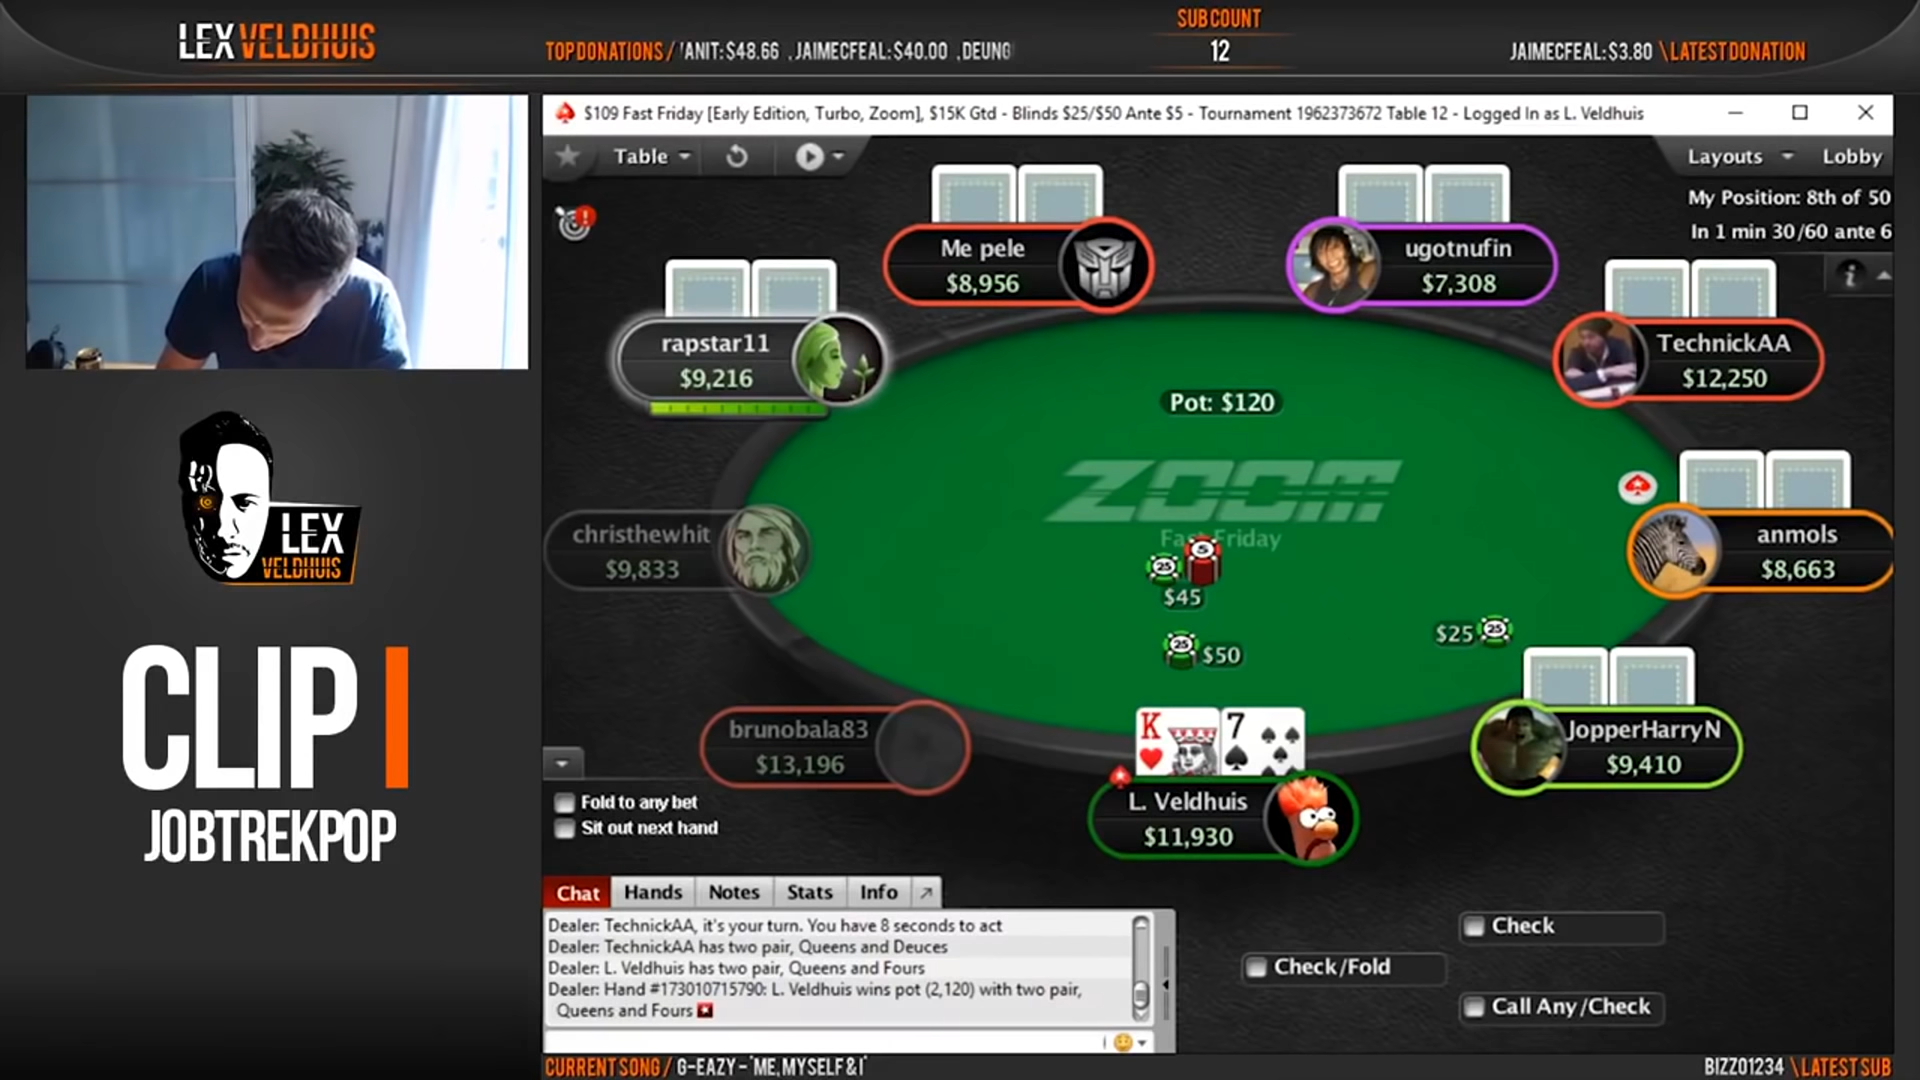 LEX VELDHUIS
TOP DONATIONS / 'ANIT: $48.66 , JAIMECFEAL: $40.00 , DEUNG
SUB COUNT
12
JAIMECFEAL: $3.80 \ LATEST DONATION
$109 Fast Friday [Early Edition, Turbo, Zoom], $15K Gtd - Blinds $25/$50 Ante $5 - Tournament 1962373672 Table 12 - Logged In as L. Veldhuis
Table
Layouts
Lobby
My Position: 8th of 50
In 1 min 30/60 ante 6
Me pele
$8,956
ugotnufin
$7,308
rapstar11
$9,216
TechnickAA
$12,250
Pot: $120
ZOOM
Fast Friday
christhewhit
$9,833
anmols
$8,663
25 5
$45
25 $50
$25 25
LEX
VELDHUIS
CLIP I
JOBTREKPOP
brunobala83
$13,196
K 7
L. Veldhuis
$11,930
JopperHarryN
$9,410
Fold to any bet
Sit out next hand
Chat Hands Notes Stats Info
Dealer: TechnickAA, it's your turn. You have 8 seconds to act
Dealer: TechnickAA has two pair, Queens and Deuces
Dealer: L. Veldhuis has two pair, Queens and Fours
Dealer: Hand #173010715790: L. Veldhuis wins pot (2,120) with two pair,
Queens and Fours
Check
Check/Fold
Call Any/Check
CURRENT SONG / G-EAZY - 'ME, MYSELF & I'
BIZZ01234 \ LATEST SUB